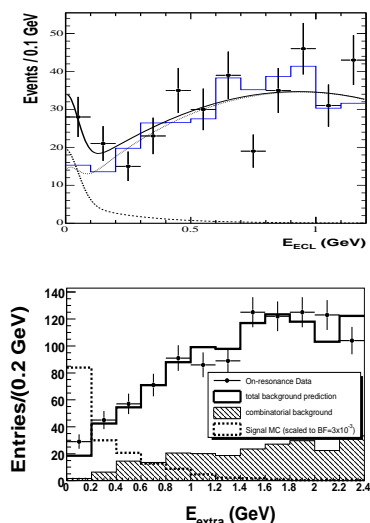 Events / 0.1 GeV
50
40
30
20
10
0
0
0.5
1
E_ECL (GeV)
Entries/(0.2 GeV)
140
120
100
80
60
40
20
0
On-resonance Data
total background prediction
combinatorial background
Signal MC (scaled to BF=3x10^-3)
0 0.2 0.4 0.6 0.8 1 1.2 1.4 1.6 1.8 2 2.2 2.4
E_extra (GeV)